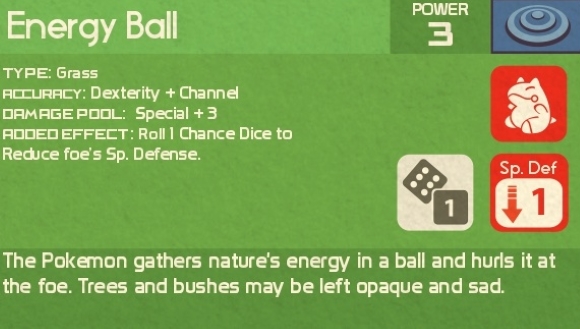 Energy Ball
POWER
3
TYPE: Grass
ACCURACY: Dexterity + Channel
DAMAGE POOL: Special + 3
ADDED EFFECT: Roll 1 Chance Dice to
Reduce foe's Sp. Defense.
1
Sp. Def
1
The Pokemon gathers nature's energy in a ball and hurls it at
the foe. Trees and bushes may be left opaque and sad.